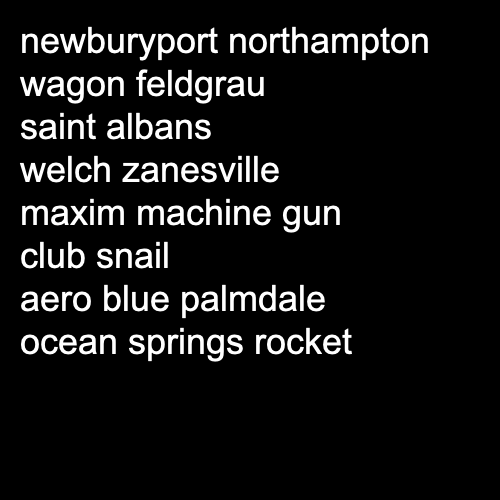 newburyport northampton
wagon feldgrau
saint albans
welch zanesville
maxim machine gun
club snail
aero blue palmdale
ocean springs rocket